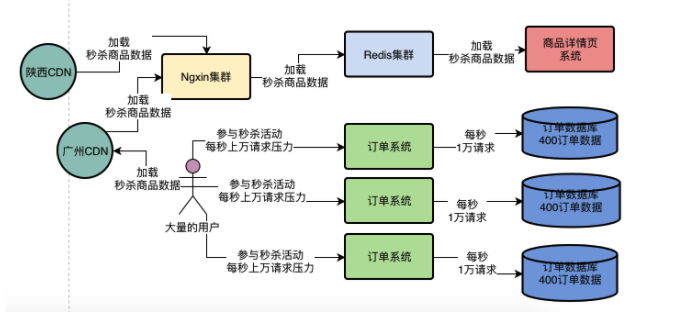 加载
秒杀商品数据
陕西CDN
Ngxin集群
加载
秒杀商品数据
Redis集群
加载
秒杀商品数据
商品详情页
系统
加载
秒杀商品数据
广州CDN
加载
秒杀商品数据
大量的用户
参与秒杀活动
每秒上万请求压力
订单系统
每秒
1万请求
订单数据库
400订单数据
参与秒杀活动
每秒上万请求压力
订单系统
每秒
1万请求
订单数据库
400订单数据
参与秒杀活动
每秒上万请求压力
订单系统
每秒
1万请求
订单数据库
400订单数据